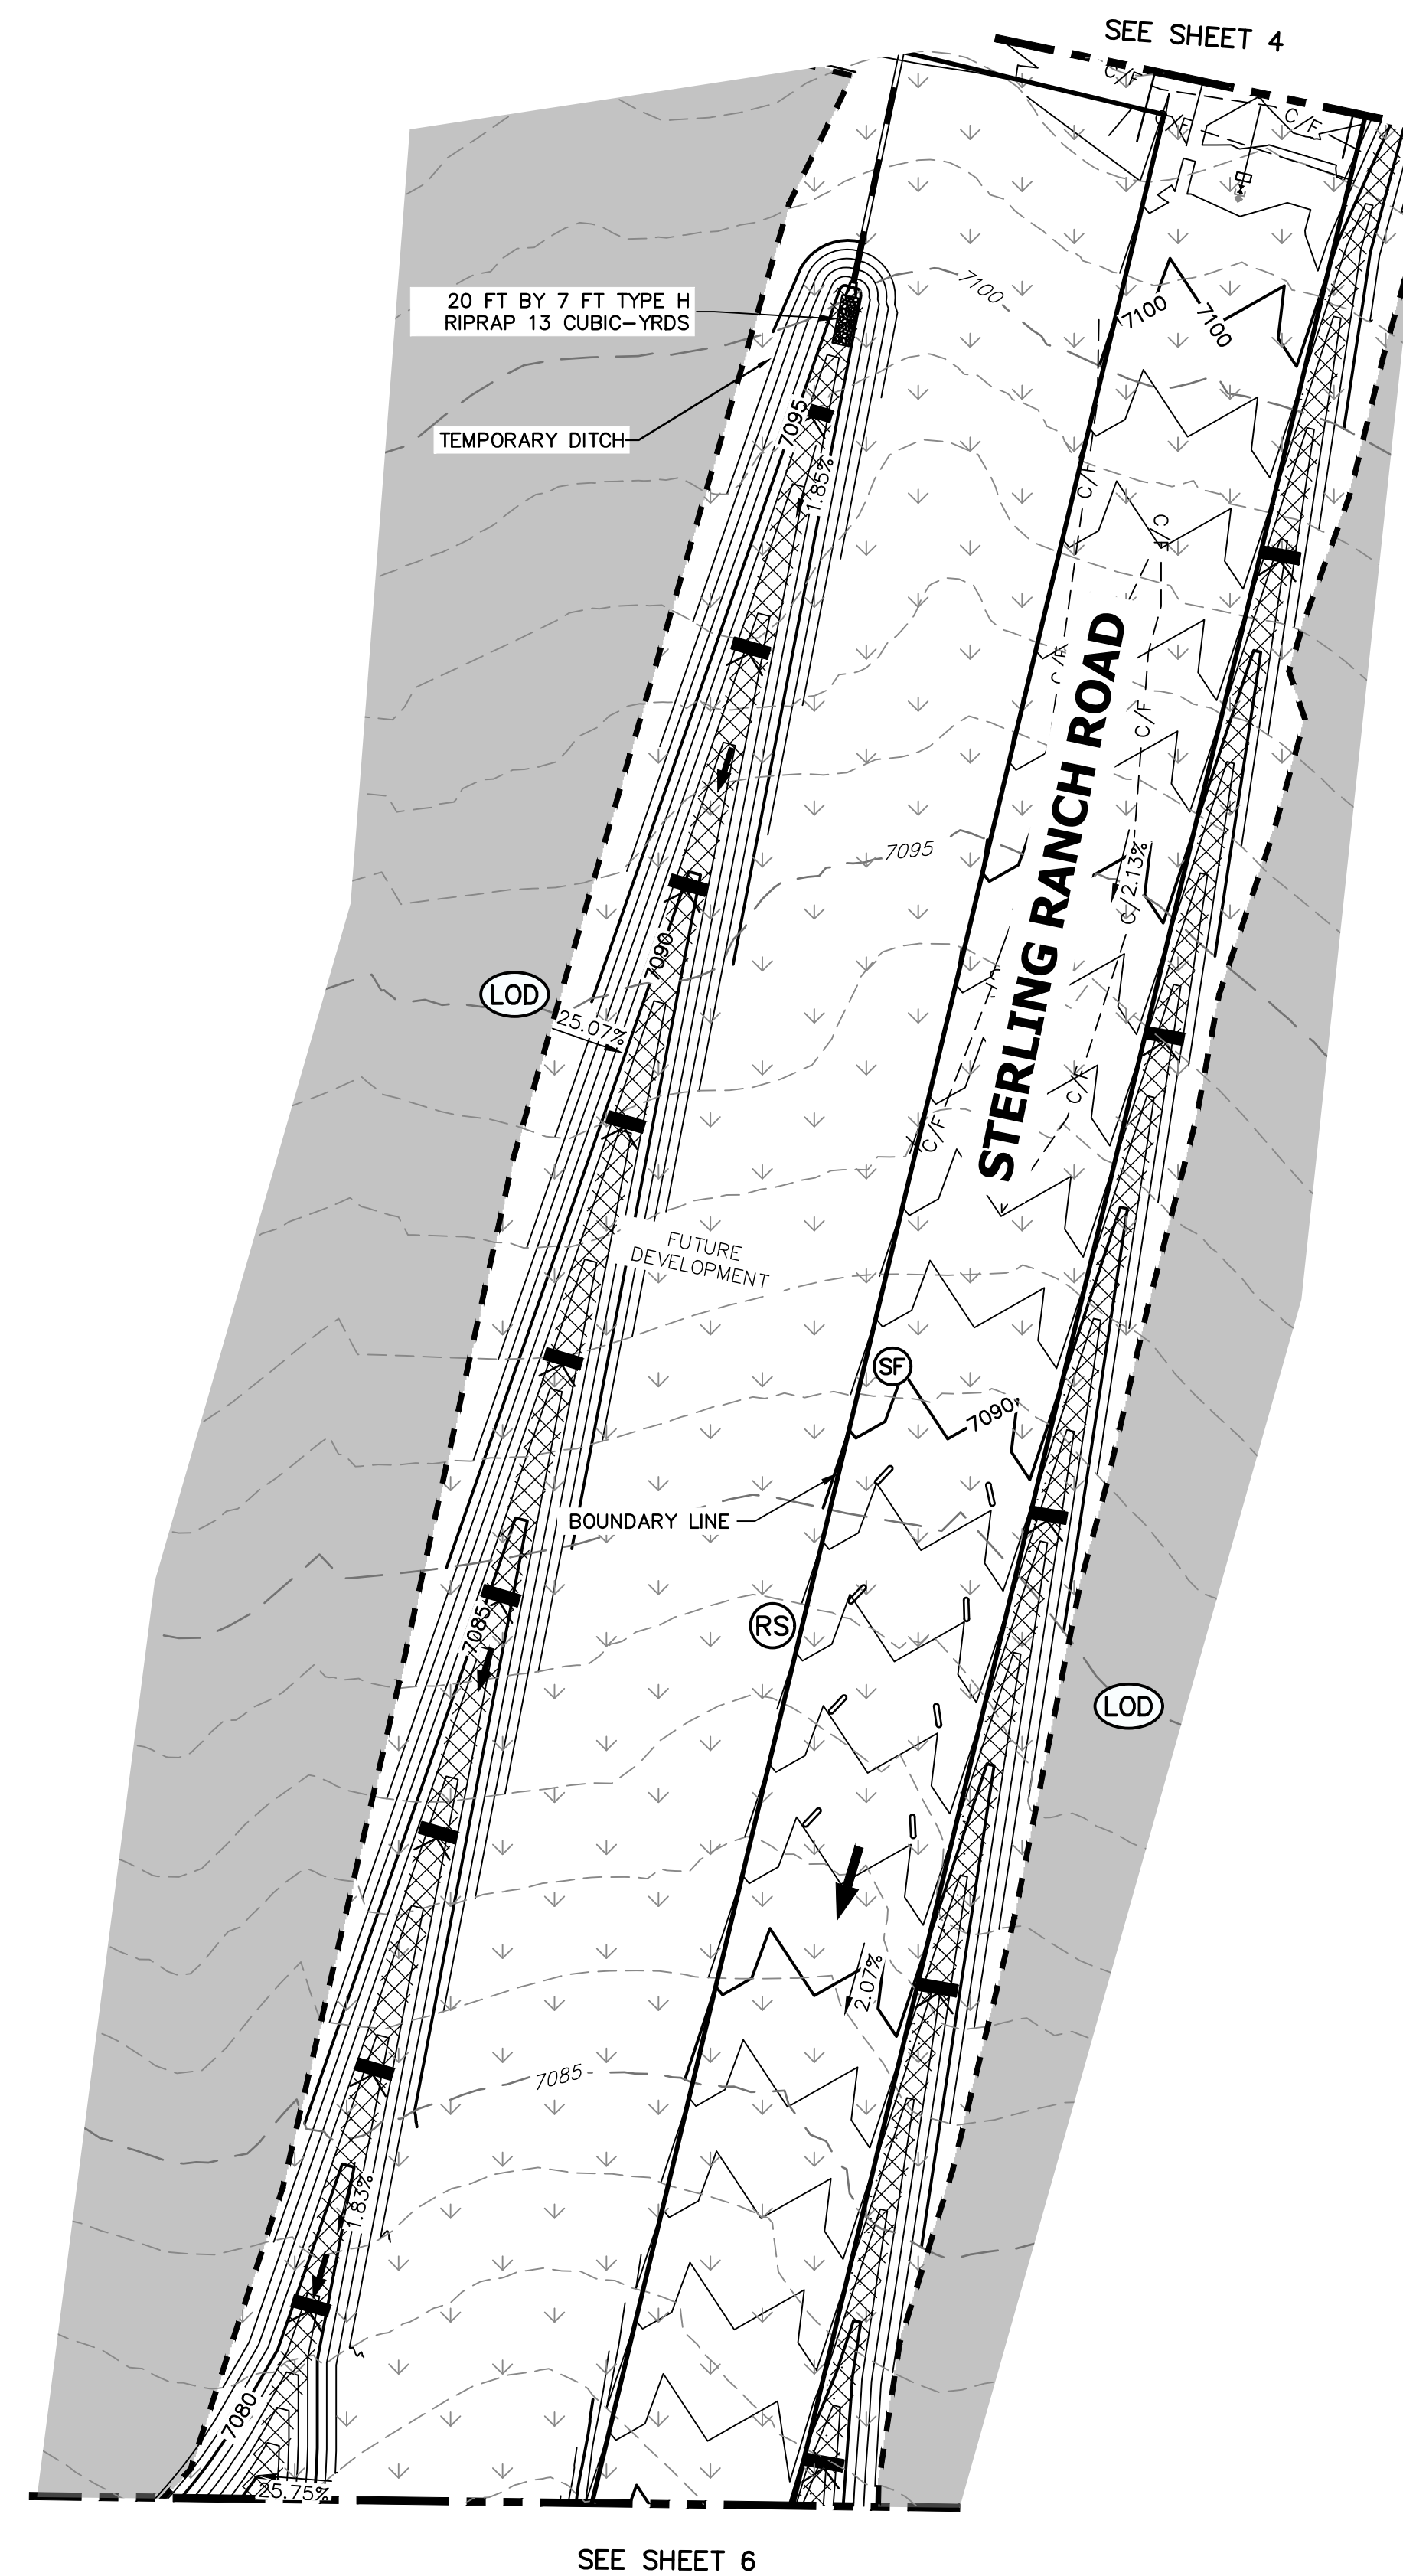 SEE SHEET 4
C/F
C/F
C/F
20 FT BY 7 FT TYPE H
RIPRAP 13 CUBIC-YRDS
7100
7100
7100
TEMPORARY DITCH
7095
1.85%
C/F
C/F
C/F
C/F
STERLING RANCH ROAD
7095
2.13%
7090
LOD
25.07%
C/F
C/F
FUTURE
DEVELOPMENT
SF
7090
BOUNDARY LINE
7085
RS
LOD
2.07%
7085
1.83%
7080
25.75%
SEE SHEET 6